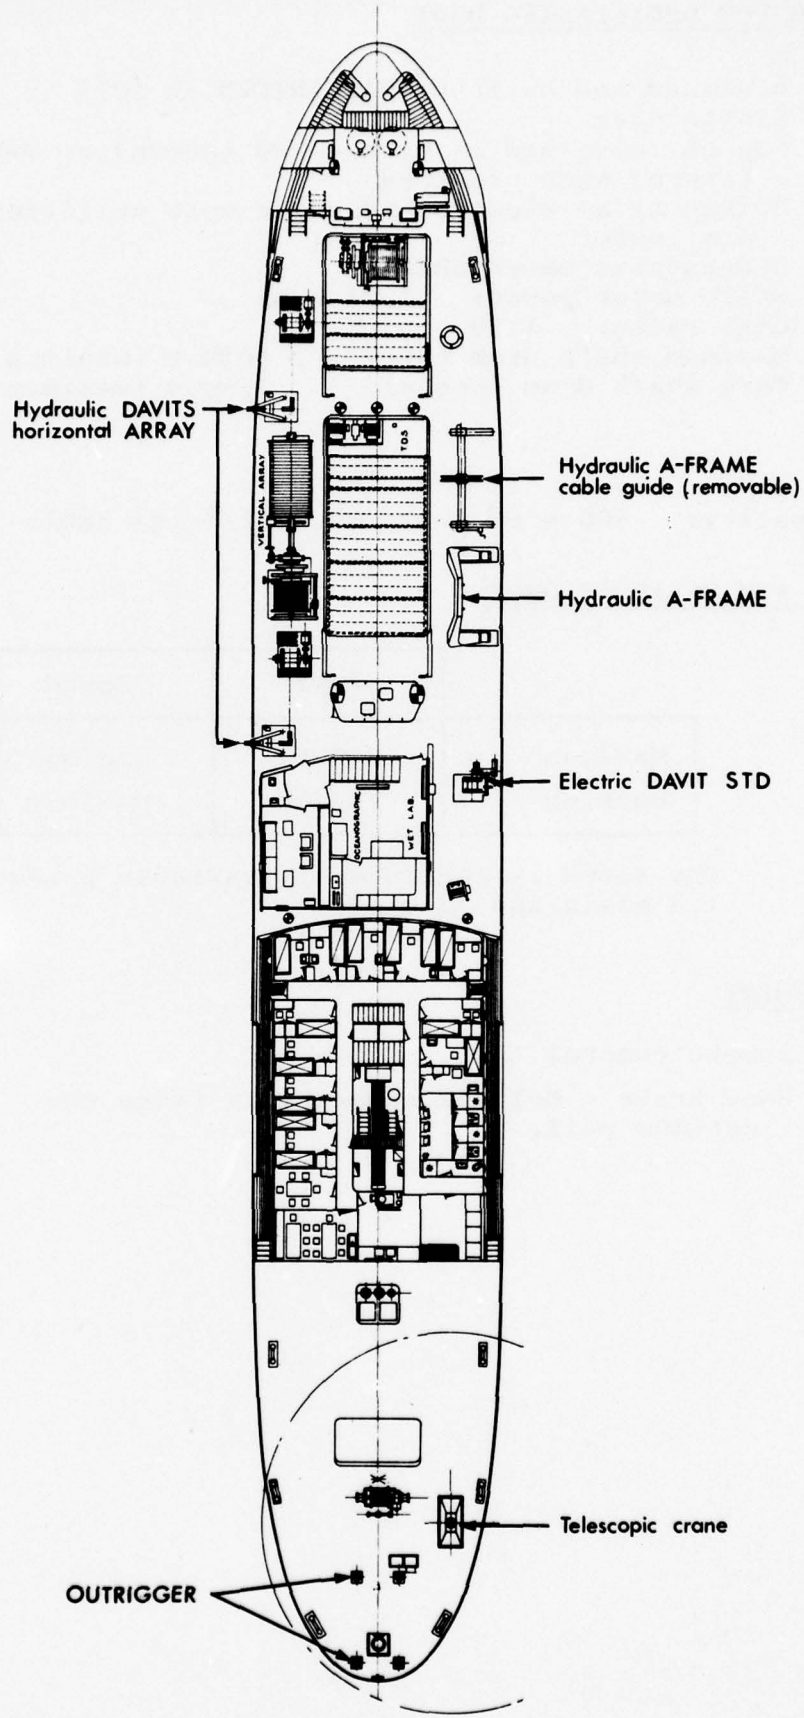 Hydraulic DAVITS
horizontal ARRAY
VERTICAL ARRAY
T.D.S
Hydraulic A-FRAME
cable guide (removable)
Hydraulic A-FRAME
Electric DAVIT STD
OCEANOGRAPHIC
WET LAB.
Telescopic crane
OUTRIGGER